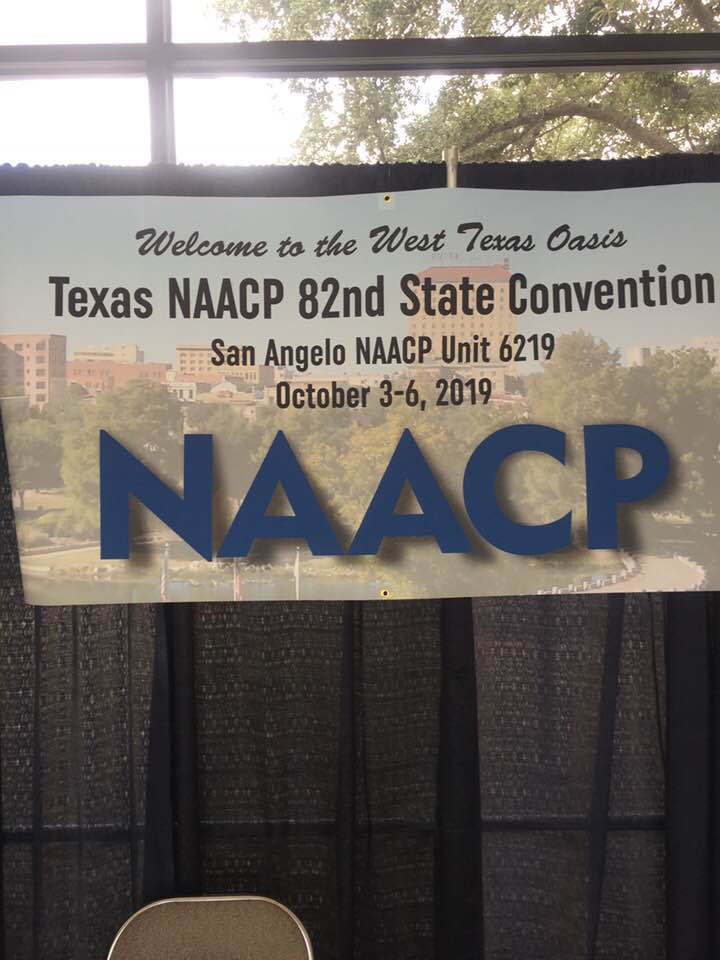 Welcome to the West Texas Oasis
Texas NAACP 82nd State Convention
San Angelo NAACP Unit 6219
October 3-6, 2019
NAACP